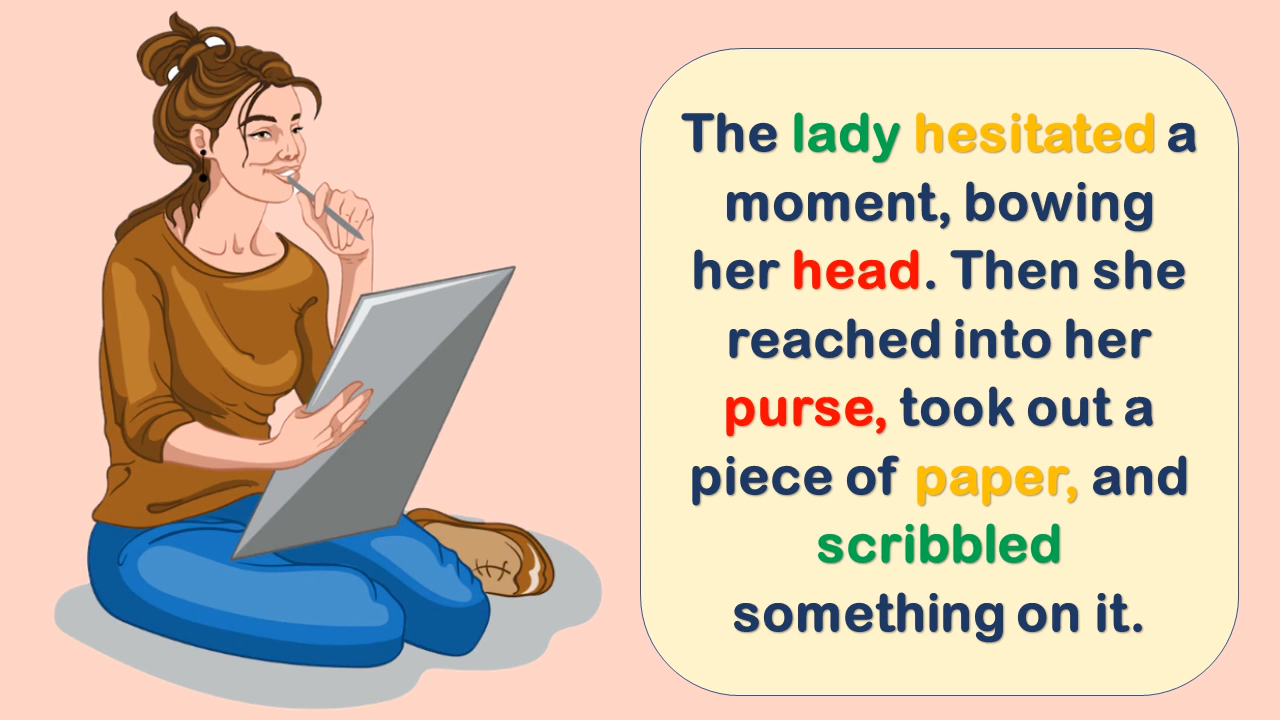 The lady hesitated a
moment, bowing
her head. Then she
reached into her
purse, took out a
piece of paper, and
scribbled
something on it.